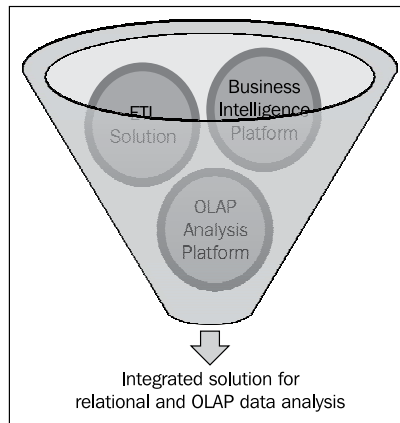 ETL
Solution
Business
Intelligence
Platform
OLAP
Analysis
Platform
Integrated solution for
relational and OLAP data analysis